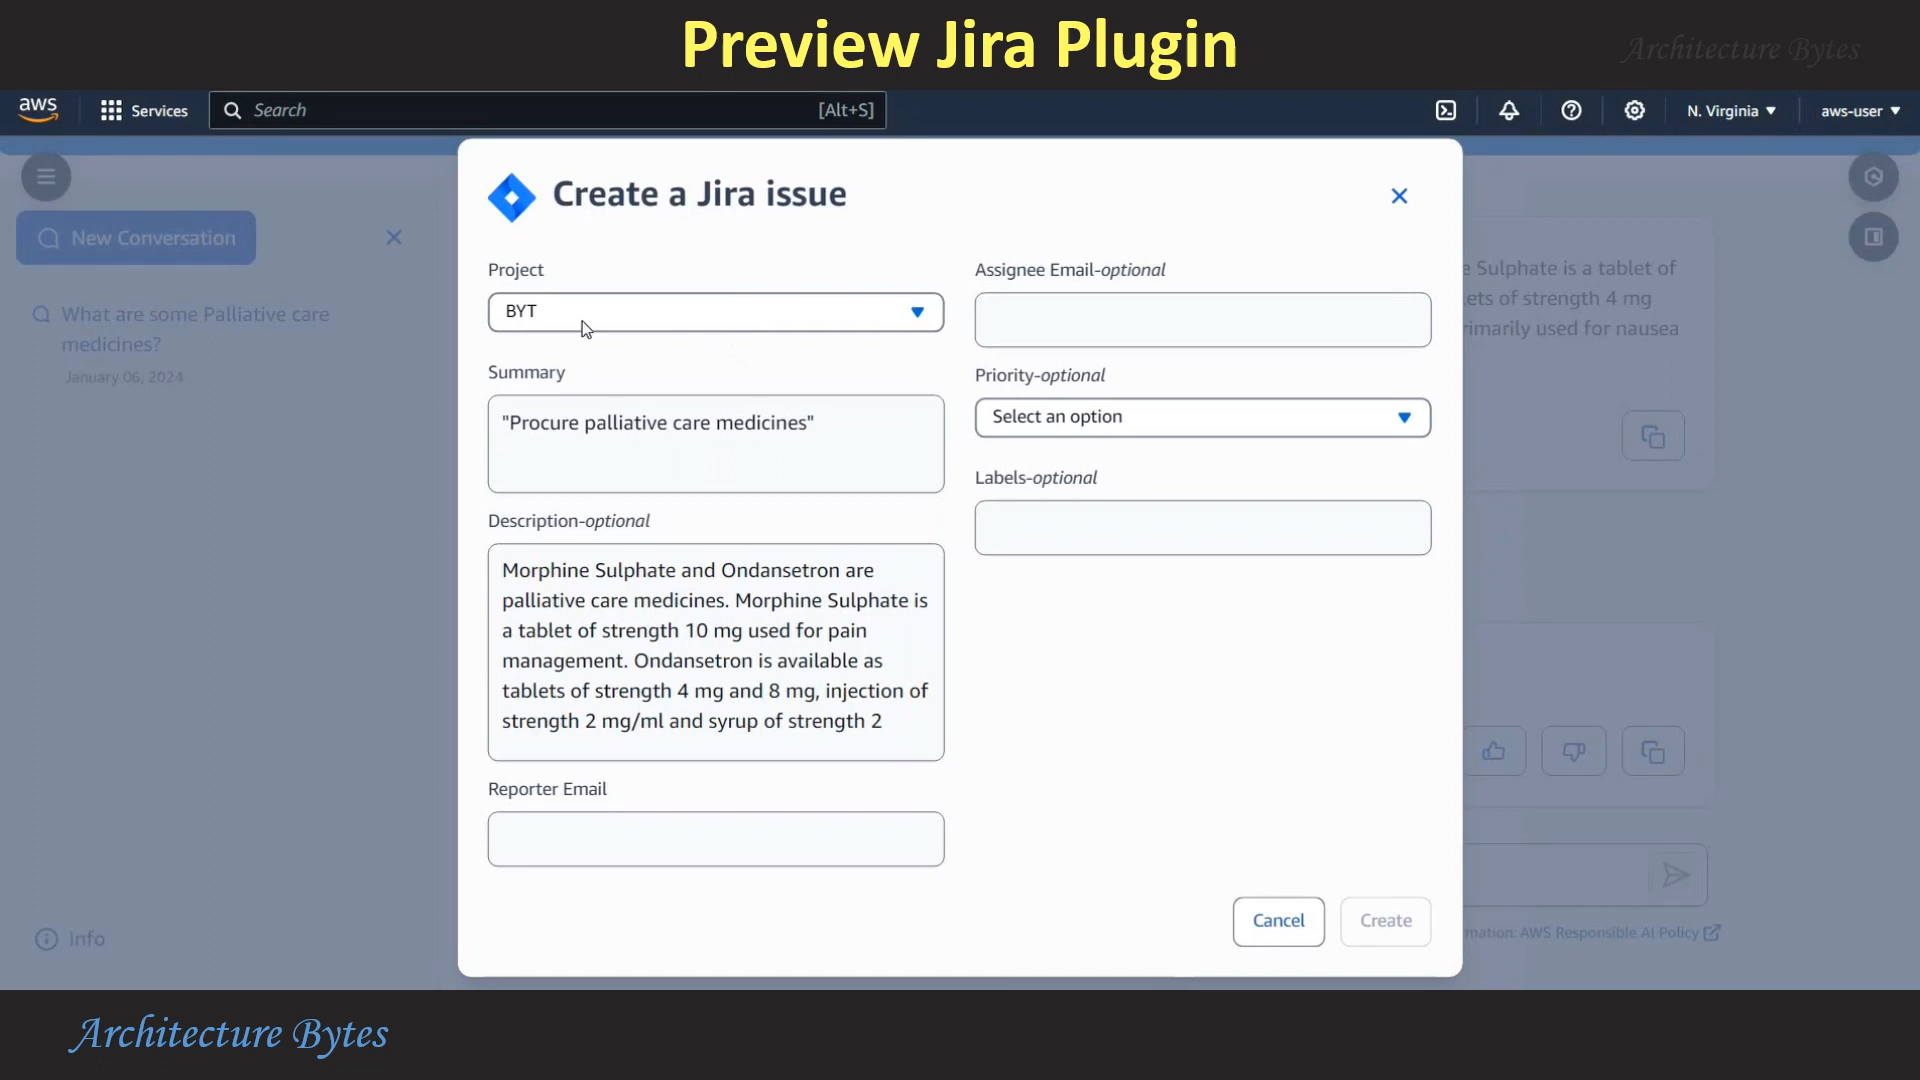 Preview Jira Plugin
Architecture Bytes
aws
Services
Search
[Alt+S]
N. Virginia
aws-user
New Conversation
What are some Palliative care
medicines?
January 06, 2024
Info
Create a Jira issue
Project
BYT
Summary
"Procure palliative care medicines"
Description-optional
Morphine Sulphate and Ondansetron are
palliative care medicines. Morphine Sulphate is
a tablet of strength 10 mg used for pain
management. Ondansetron is available as
tablets of strength 4 mg and 8 mg, injection of
strength 2 mg/ml and syrup of strength 2
Reporter Email
Assignee Email-optional
Priority-optional
Select an option
Labels-optional
Cancel
Create
e Sulphate is a tablet of
ets of strength 4 mg
rimarily used for nausea
mation: AWS Responsible AI Policy
Architecture Bytes